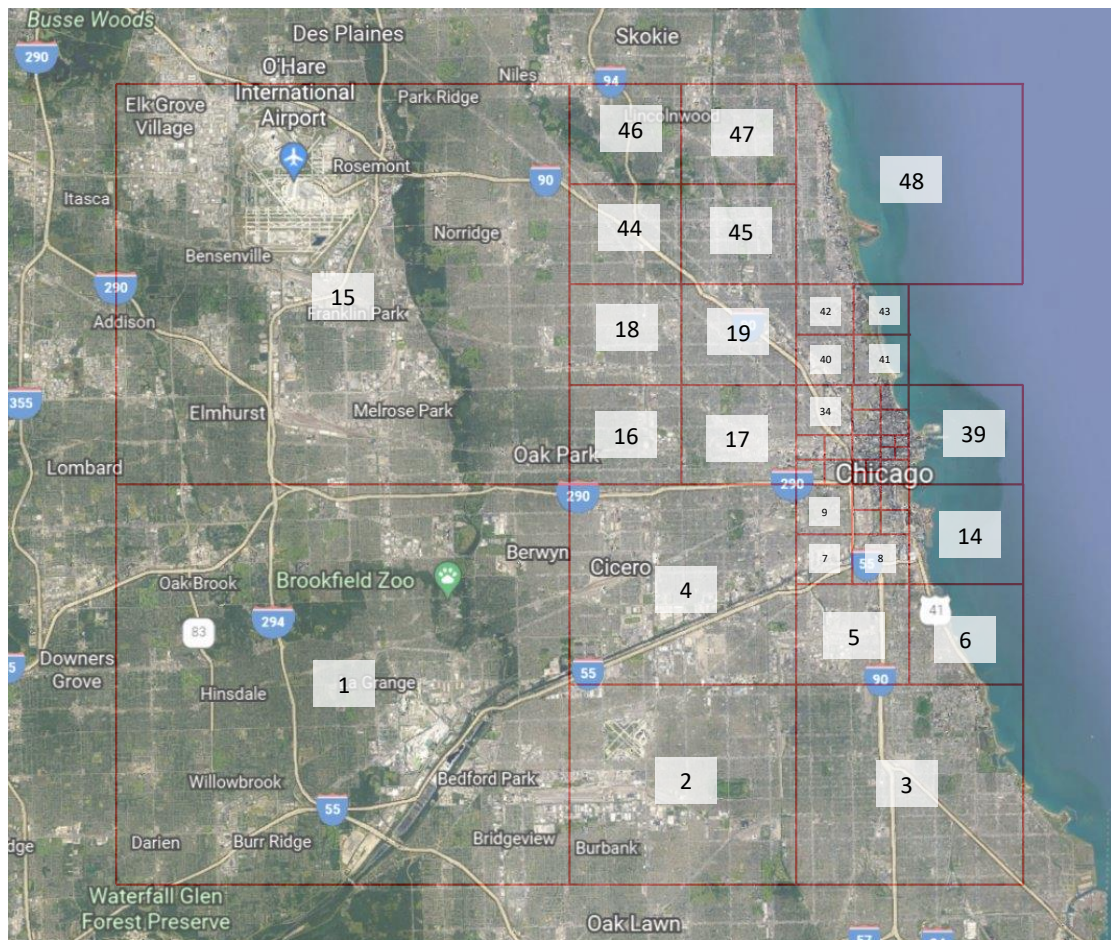 Busse Woods
Des Plaines
Skokie
290
O'Hare
International
Airport
Niles
94
Elk Grove
Village
Park Ridge
Lincolnwood
46
47
Rosemont
90
48
Itasca
44
45
Norridge
Bensenville
290
15
Franklin Park
42
43
Addison
18
19
40
41
355
Elmhurst
Melrose Park
34
16
17
39
Oak Park
Lombard
Chicago
290
290
9
14
Berwyn
Cicero
7
8
55
Oak Brook
Brookfield Zoo
4
41
294
83
5
6
Downers
Grove
5
55
90
Hinsdale
1
a Grange
Willowbrook
Bedford Park
2
3
55
Darien
Burr Ridge
Bridgeview
Burbank
dge
Waterfall Glen
Forest Preserve
Oak Lawn
57